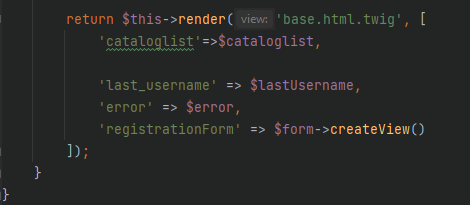 return $this->render( view: 'base.html.twig', [
'cataloglist'=>$cataloglist,
'last_username' => $lastUsername,
'error' => $error,
'registrationForm' => $form->createView()
]);
}
}